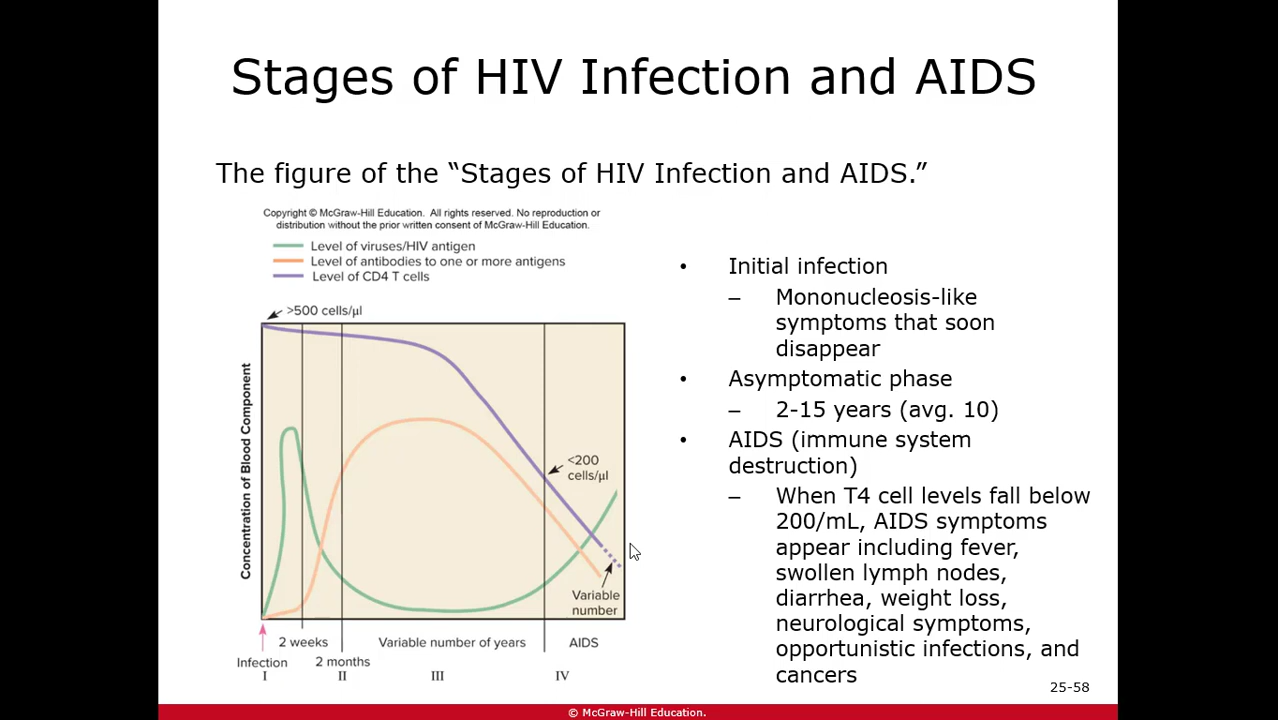 Stages of HIV Infection and AIDS
The figure of the “Stages of HIV Infection and AIDS.”
Copyright © McGraw-Hill Education. All rights reserved. No reproduction or
distribution without the prior written consent of McGraw-Hill Education.
Level of viruses/HIV antigen
Level of antibodies to one or more antigens
Level of CD4 T cells
>500 cells/μl
Concentration of Blood Component
<200
cells/μl
Variable
number
2 weeks
Variable number of years
AIDS
Infection
2 months
I
II
III
IV
• Initial infection
– Mononucleosis-like
symptoms that soon
disappear
• Asymptomatic phase
– 2-15 years (avg. 10)
• AIDS (immune system
destruction)
– When T4 cell levels fall below
200/mL, AIDS symptoms
appear including fever,
swollen lymph nodes,
diarrhea, weight loss,
neurological symptoms,
opportunistic infections, and
cancers
25-58
© McGraw-Hill Education.